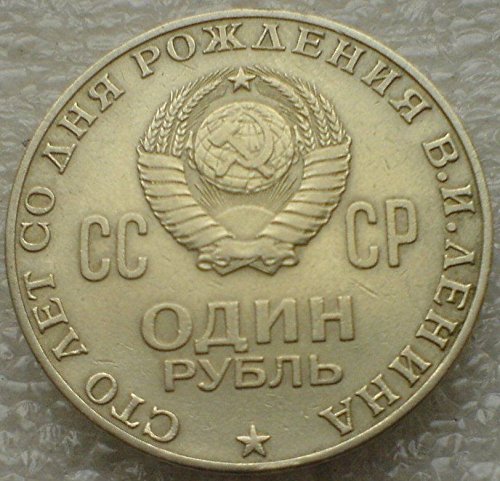 СТО ЛЕТ СО ДНЯ РОЖДЕНИЯ В.И.ЛЕНИНА
СС СР
ОДИН
РУБЛЬ